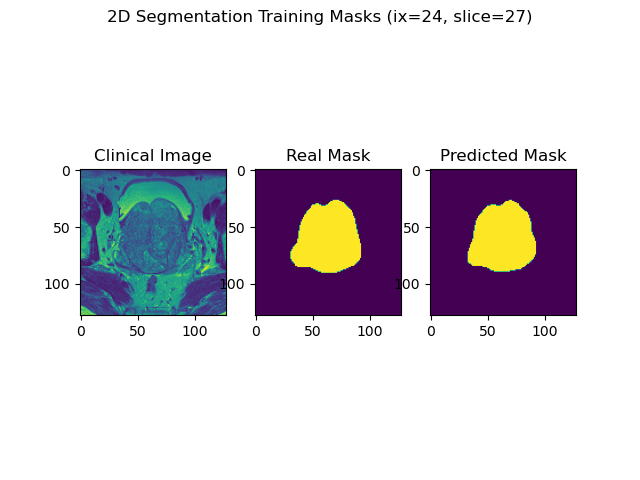 2D Segmentation Training Masks (ix=24, slice=27)
Clinical Image Real Mask Predicted Mask
0 0 0
50 50 50
100 100 100
0 50 100 0 50 100 0 50 100